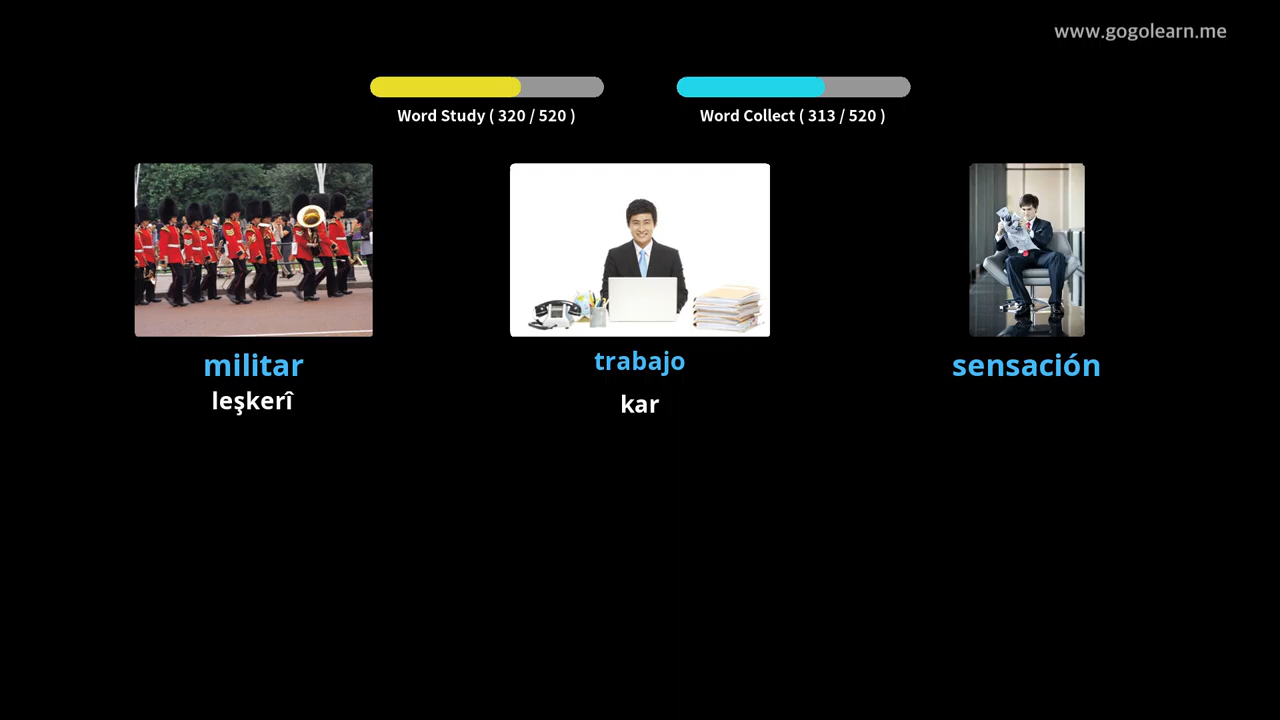 www.gogolearn.me
Word Study ( 320 / 520 )
Word Collect ( 313 / 520 )
militar
leşkerî
trabajo
kar
sensación